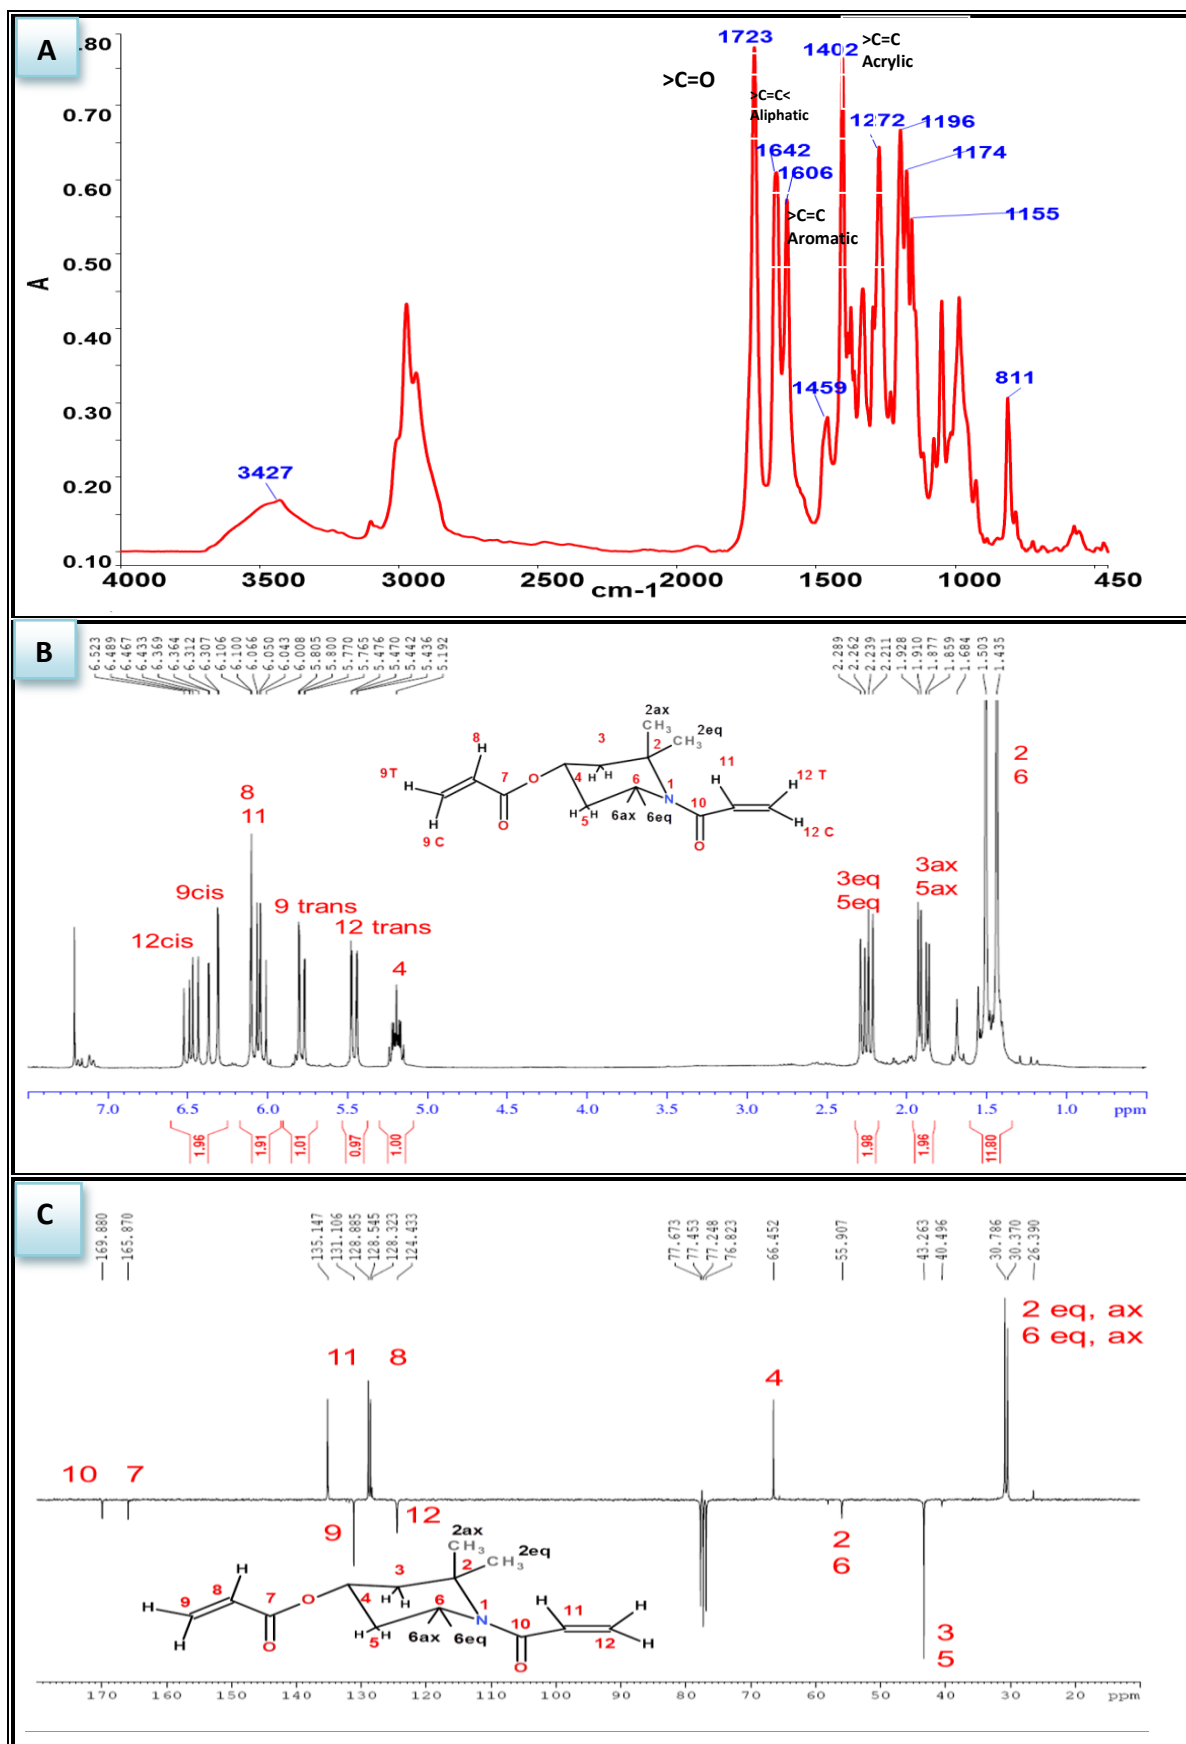 A
.80
0.70
0.60
0.50
0.40
0.30
0.20
0.10
A
1723
>C=O
>C=C<
Aliphatic
1642
1606
>C=C
Aromatic
1402
>C=C
Acrylic
1272
1196
1174
1155
1459
811
3427
4000 3500 3000 2500 2000 1500 1000 450
cm-1
B
6.523
6.489
6.467
6.433
6.369
6.364
6.312
6.307
6.106
6.100
6.066
6.050
6.043
6.008
5.805
5.800
5.770
5.765
5.476
5.470
5.442
5.436
5.192
2.289
2.262
2.239
2.211
1.928
1.910
1.877
1.859
1.684
1.503
1.435
2ax
CH3
2eq
CH3
8
H
3
2
11
9T
H
7
O
4
H H
6
1
N
H
12 T
H
10
H
9 C
O
H H
5
6ax 6eq
O
H
12 C
2
6
8
11
9cis
12cis
9 trans
12 trans
4
3eq
5eq
3ax
5ax
7.0 6.5 6.0 5.5 5.0 4.5 4.0 3.5 3.0 2.5 2.0 1.5 1.0 ppm
1.96 1.91 1.01 0.97 1.00 1.98 1.96 11.80
C
169.880
165.870
135.147
131.106
128.885
128.545
128.323
124.433
77.673
77.453
77.248
76.823
66.452
55.907
43.263
40.496
30.786
30.370
26.390
2 eq, ax
6 eq, ax
11 8
4
10 7
9
12
2
6
3
5
2ax
CH3
2eq
CH3
H
9 8
H
H
7
O
O
3
2
4
H H
6
1
N
H H
5
6ax 6eq
10
O
H
11
H
12
H
170 160 150 140 130 120 110 100 90 80 70 60 50 40 30 20 ppm